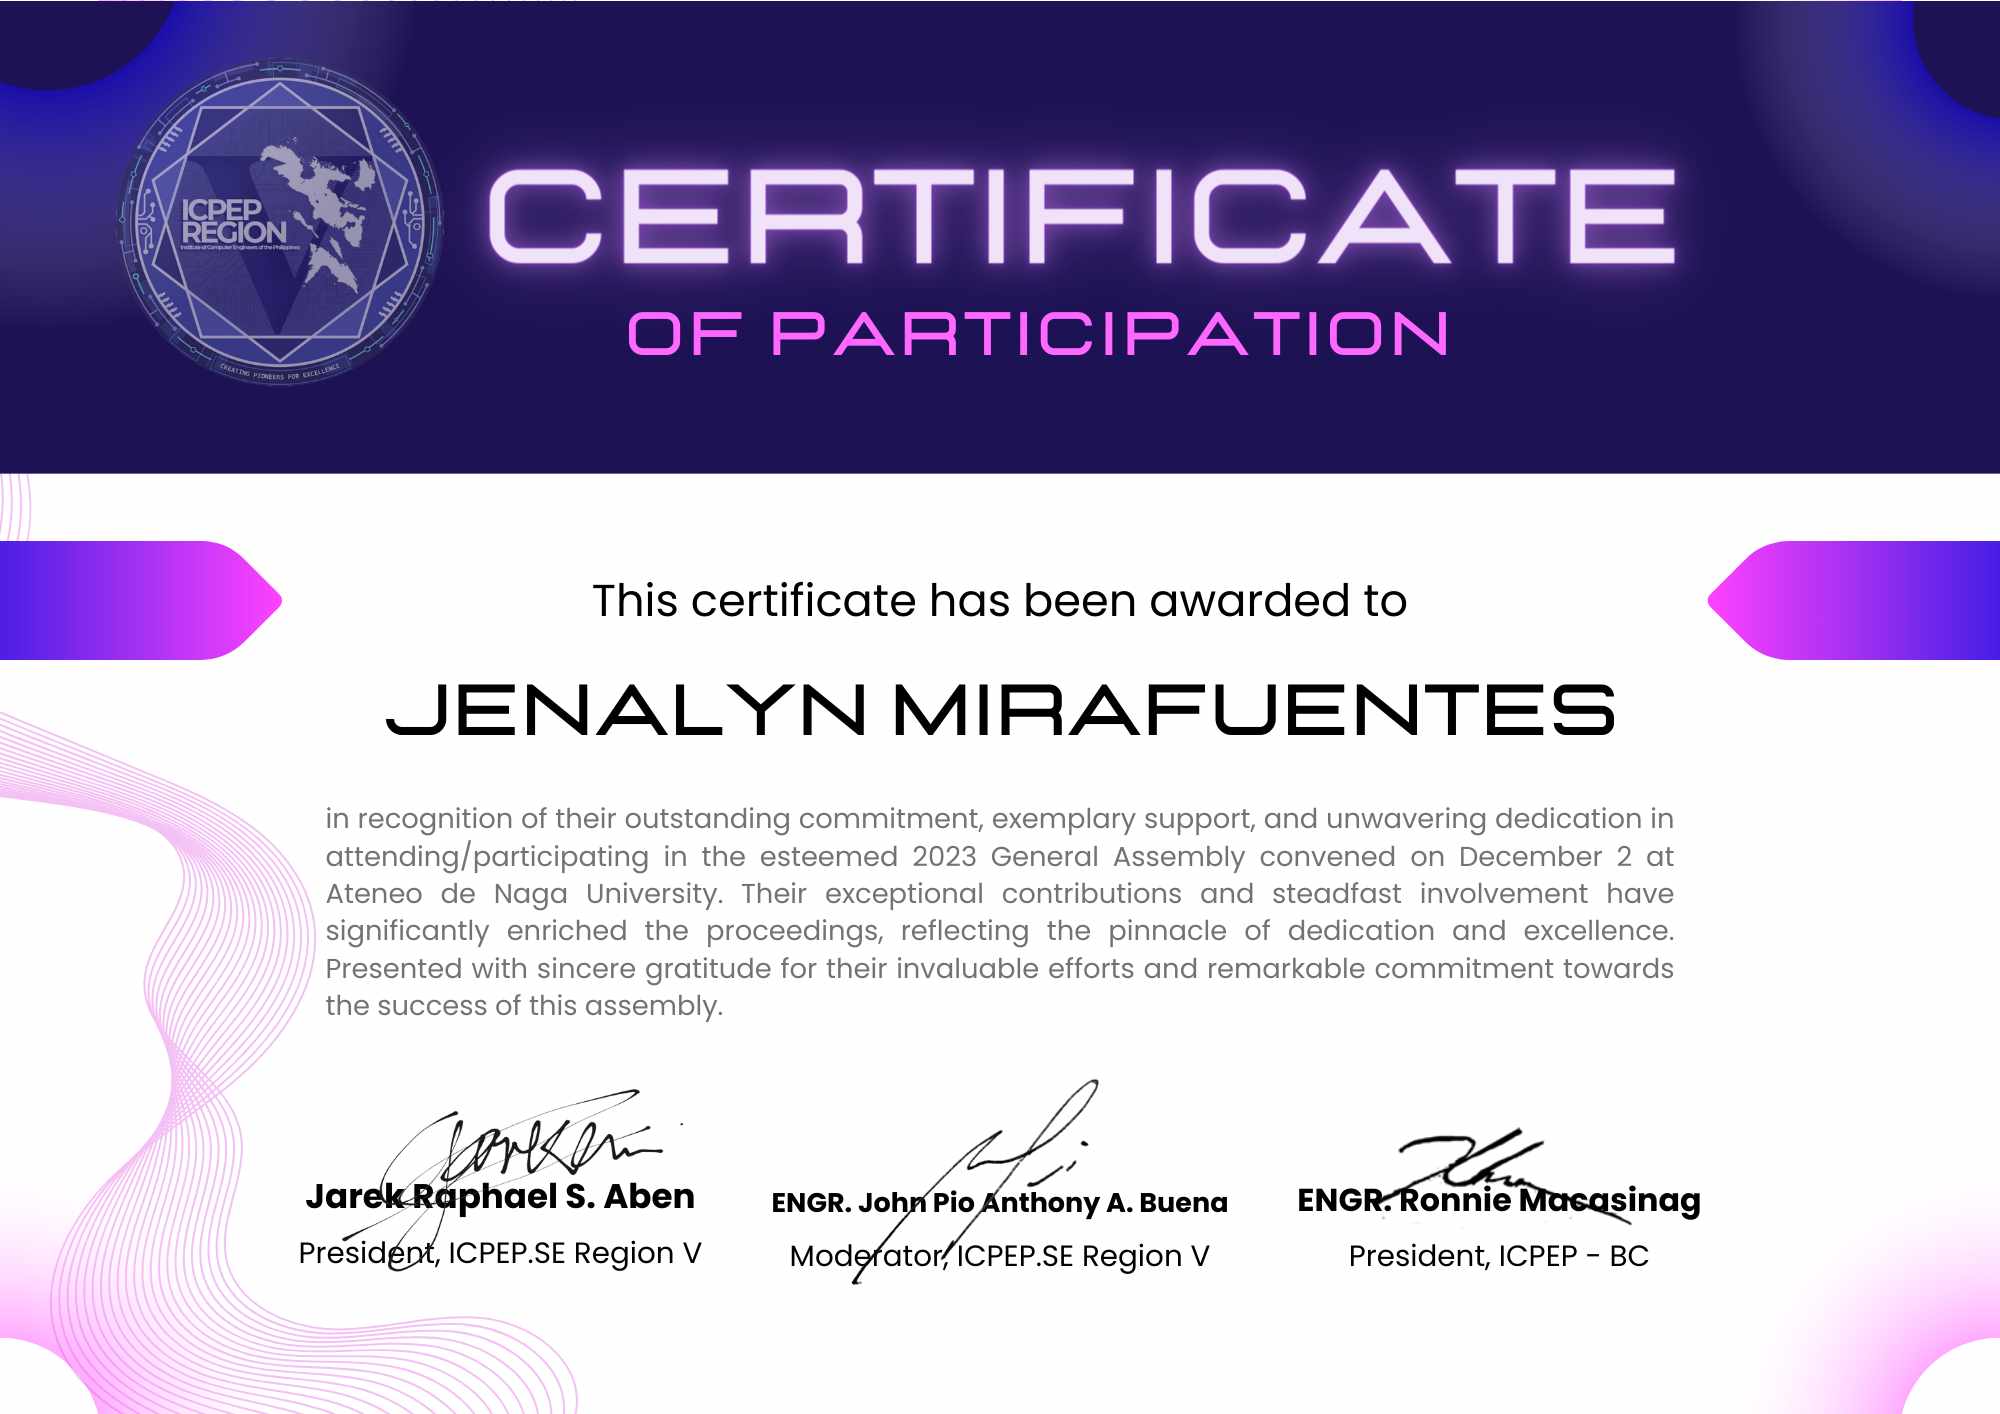 ICPEP
REGION
V
Institute of Computer Engineers of the Philippines
CREATING PIONEERS FOR EXCELLENCE
CERTIFICATE
OF PARTICIPATION
This certificate has been awarded to
JENALYN MIRAFUENTES
in recognition of their outstanding commitment, exemplary support, and unwavering dedication in
attending/participating in the esteemed 2023 General Assembly convened on December 2 at
Ateneo de Naga University. Their exceptional contributions and steadfast involvement have
significantly enriched the proceedings, reflecting the pinnacle of dedication and excellence.
Presented with sincere gratitude for their invaluable efforts and remarkable commitment towards
the success of this assembly.
Jarek Raphael S. Aben
President, ICPEP.SE Region V
ENGR. John Pio Anthony A. Buena
Moderator, ICPEP.SE Region V
ENGR. Ronnie Macasinag
President, ICPEP - BC